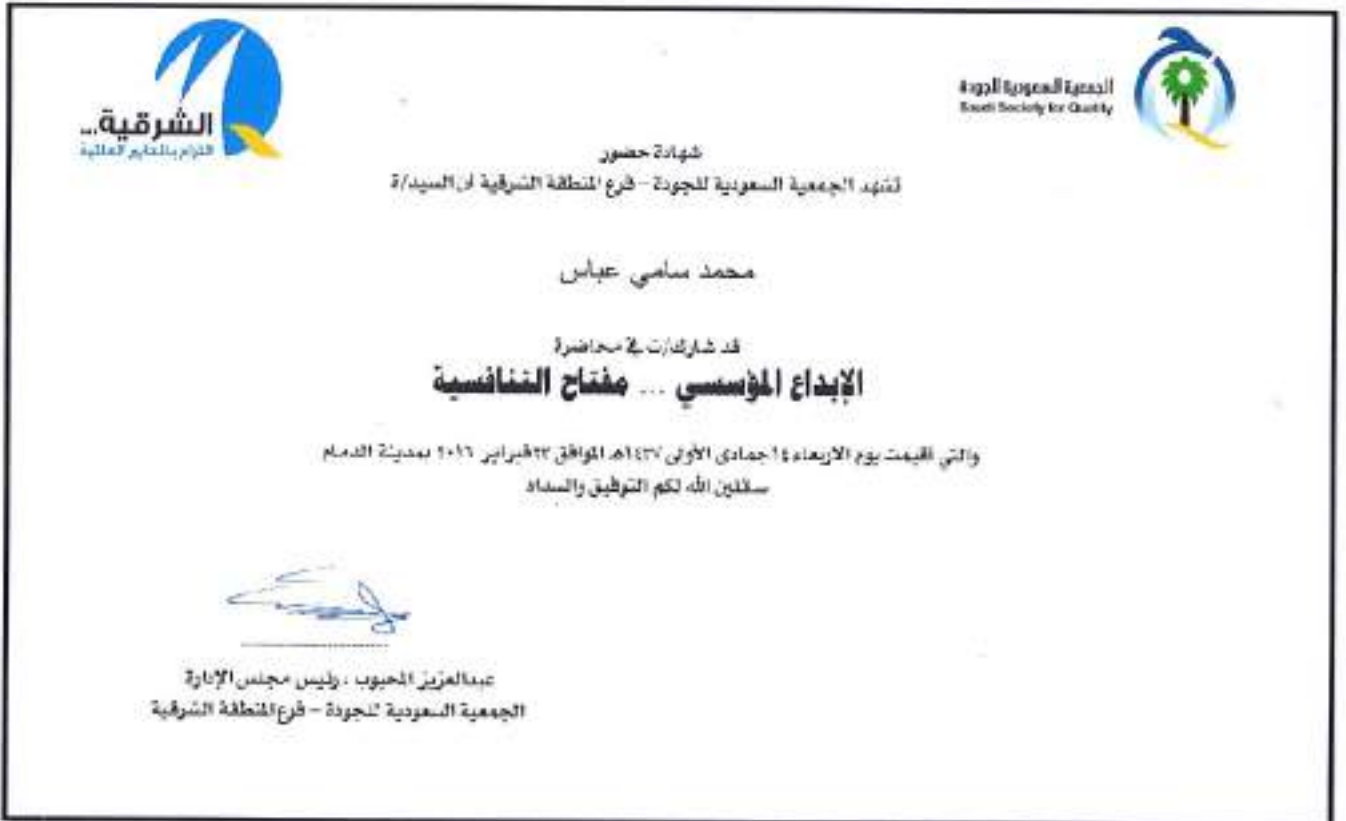 الجمعية السعودية للجودة
Saudi Society for Quality
الشرقية...
التزام بالمعايير العالمية
شهادة حضور
تشهد الجمعية السعودية للجودة – فرع المنطقة الشرقية أن السيد/ة
محمد سامي عباس
قد شارك/ت في محاضرة
الإبداع المؤسسي ... مفتاح التنافسية
والتي أقيمت يوم الاربعاء ١٤ جمادى الأولى ١٤٣٧هـ الموافق ٢٣ فبراير ٢٠١٦ بمدينة الدمام
سائلين الله لكم التوفيق والسداد
عبدالعزيز المحبوب ، رئيس مجلس الإدارة
الجمعية السعودية للجودة – فرع المنطقة الشرقية